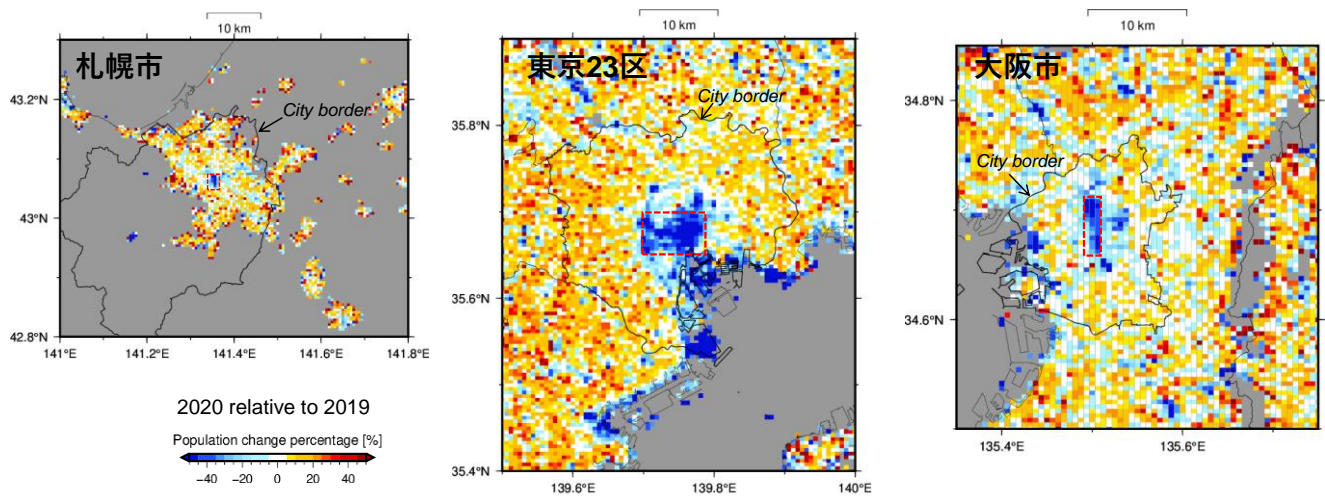 10 km
札幌市
City border
43.2°N
43°N
42.8°N
141°E
141.2°E
141.4°E
141.6°E
141.8°E
2020 relative to 2019
Population change percentage [%]
−40
−20
0
20
40
10 km
東京23区
City border
35.8°N
35.6°N
35.4°N
139.6°E
139.8°E
140°E
10 km
大阪市
City border
34.8°N
34.6°N
135.4°E
135.6°E